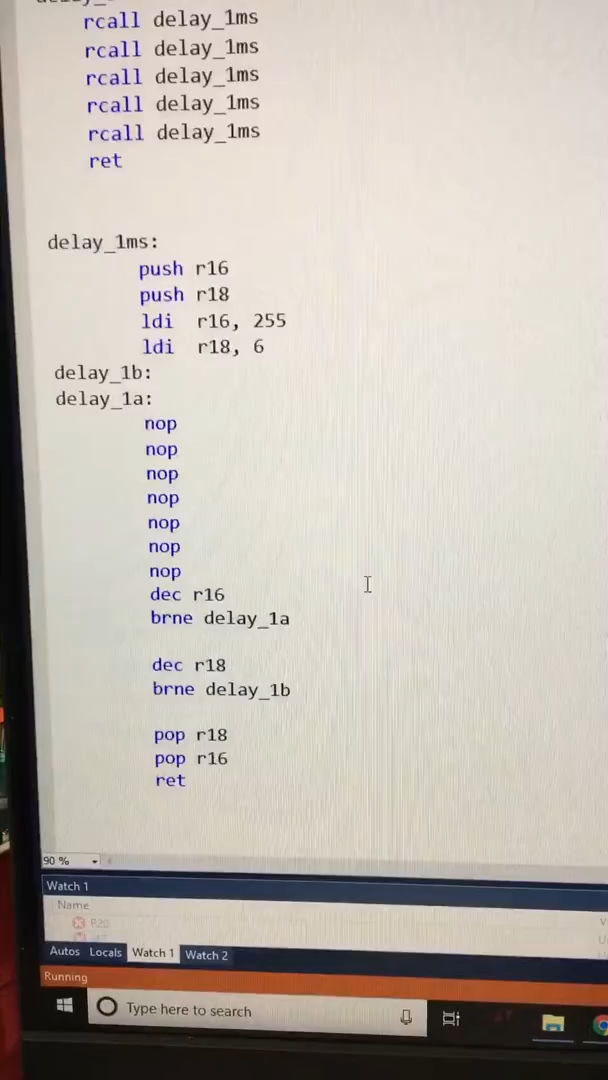 rcall delay_1ms
rcall delay_1ms
rcall delay_1ms
rcall delay_1ms
rcall delay_1ms
ret
delay_1ms:
push r16
push r18
ldi r16, 255
ldi r18, 6
delay_1b:
delay_1a:
nop
nop
nop
nop
nop
nop
nop
dec r16
brne delay_1a
dec r18
brne delay_1b
pop r18
pop r16
ret
90 %
Watch 1
Name
R20
Autos Locals Watch 1 Watch 2
Running
Type here to search